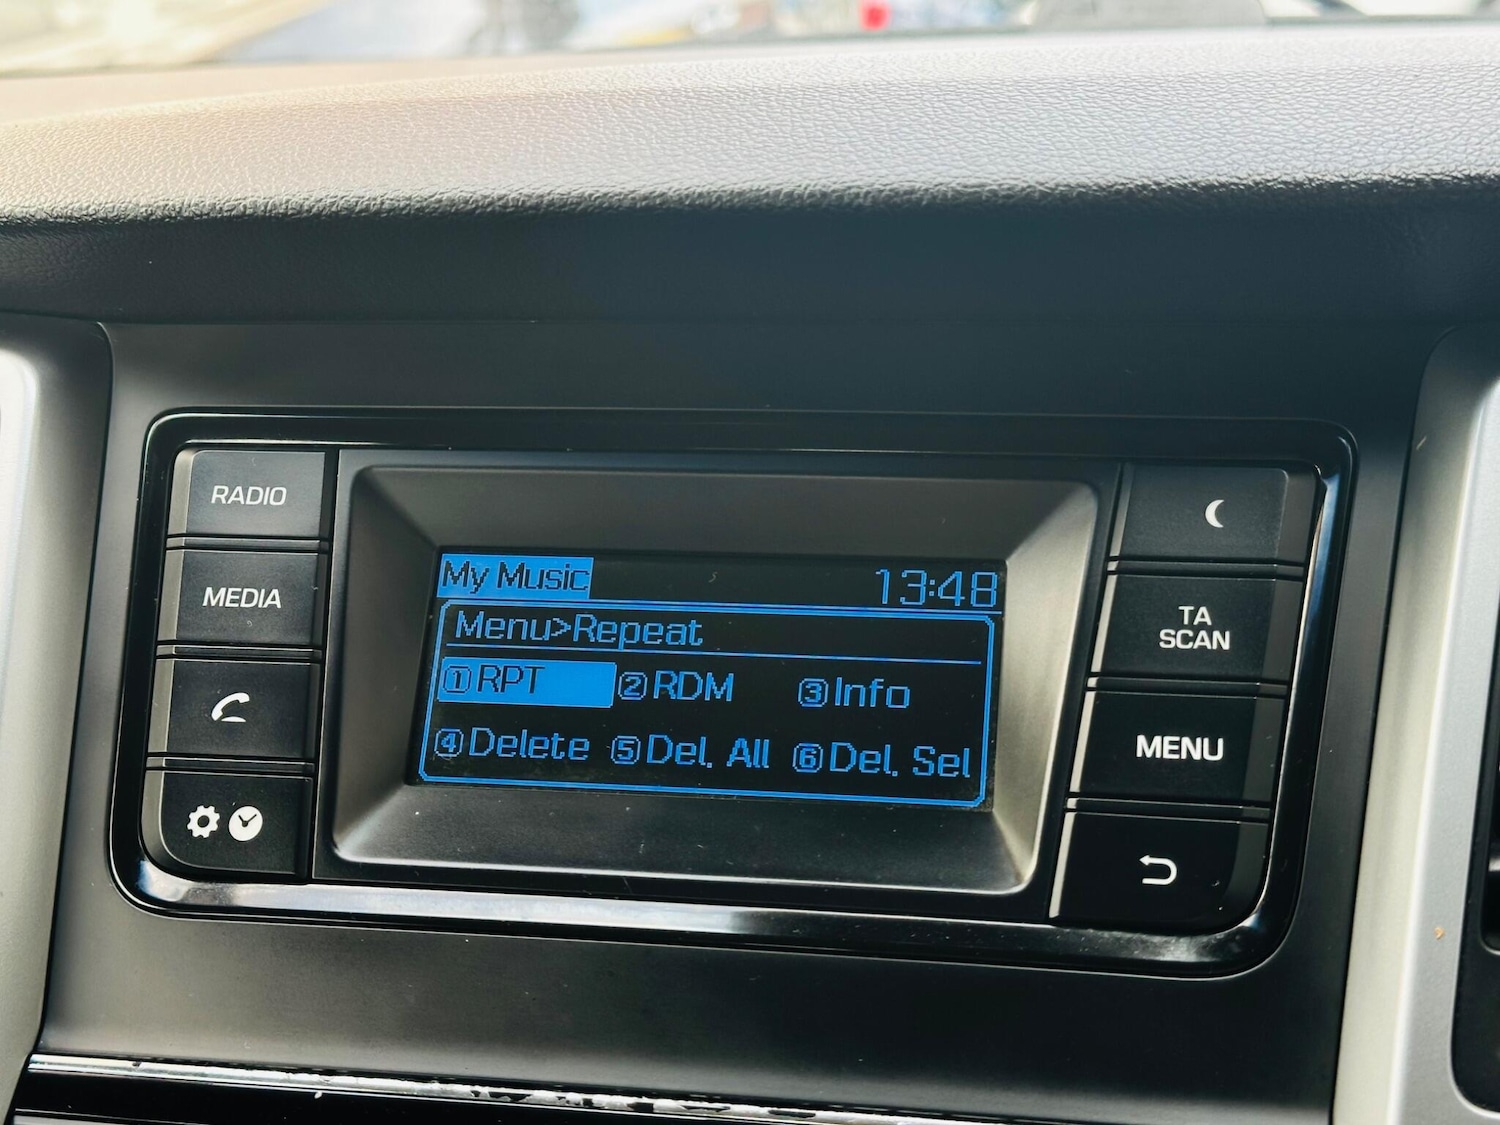 RADIO
MEDIA
My Music 13:48
Menu>Repeat
①RPT ②RDM ③Info
④Delete ⑤Del. All ⑥Del. Sel
TA
SCAN
MENU